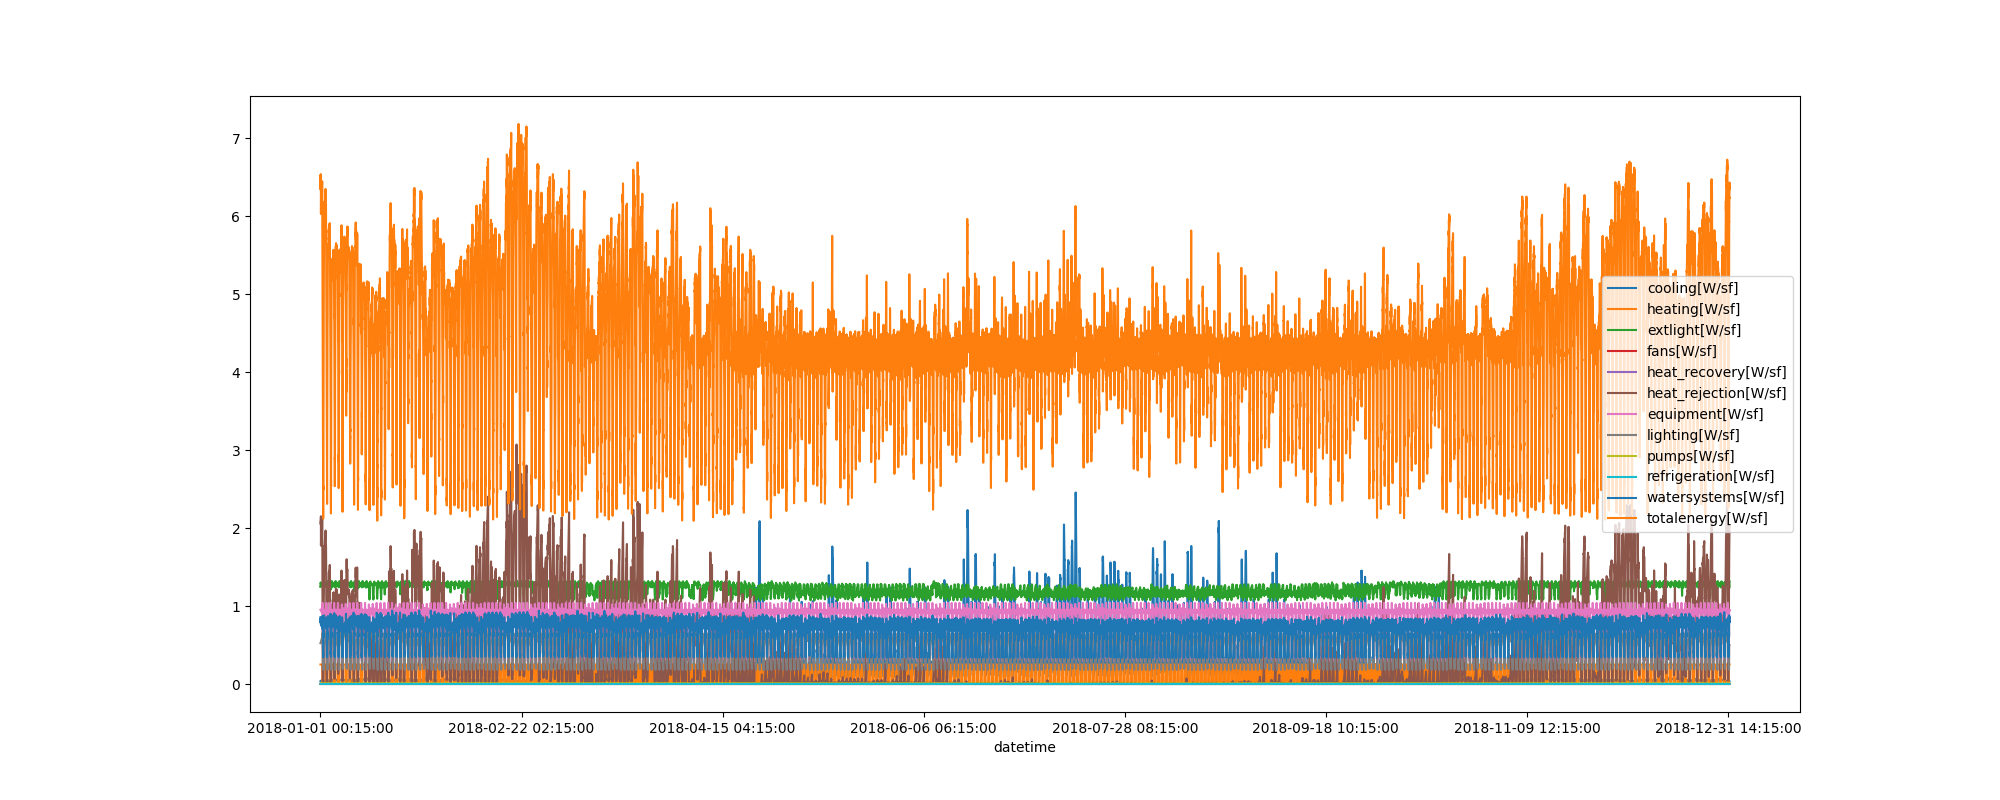 7
6
5
4
3
2
1
0
cooling[W/sf]
heating[W/sf]
extlight[W/sf]
fans[W/sf]
heat_recovery[W/sf]
heat_rejection[W/sf]
equipment[W/sf]
lighting[W/sf]
pumps[W/sf]
refrigeration[W/sf]
watersystems[W/sf]
totalenergy[W/sf]
2018-01-01 00:15:00 2018-02-22 02:15:00 2018-04-15 04:15:00 2018-06-06 06:15:00 2018-07-28 08:15:00 2018-09-18 10:15:00 2018-11-09 12:15:00 2018-12-31 14:15:00
datetime